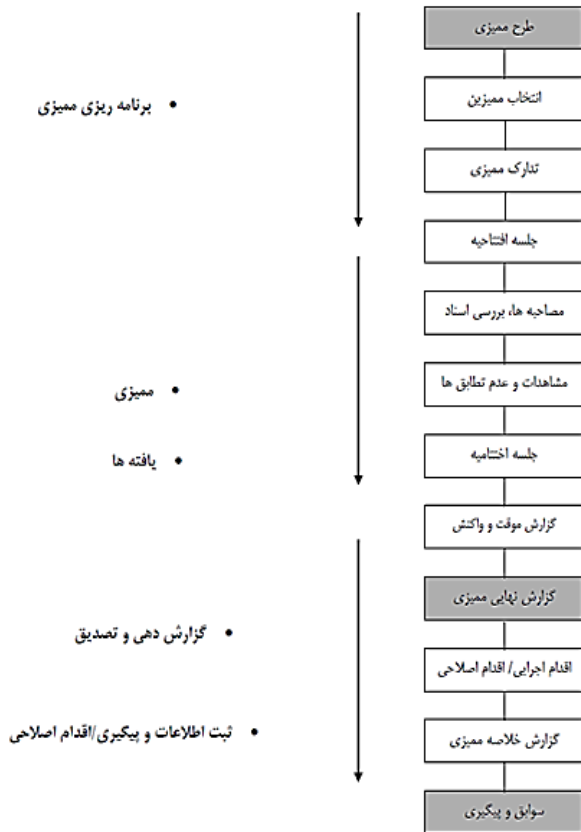 طرح ممیزی
انتخاب ممیزین
تدارک ممیزی
جلسه افتتاحیه
مصاحبه ها، بررسی اسناد
مشاهدات و عدم تطابق ها
جلسه اختتامیه
گزارش موقت و واکنش
گزارش نهایی ممیزی
اقدام اجرایی/ اقدام اصلاحی
گزارش خلاصه ممیزی
سوابق و پیگیری
• برنامه ریزی ممیزی
• ممیزی
• یافته ها
• گزارش دهی و تصدیق
• ثبت اطلاعات و پیگیری/اقدام اصلاحی